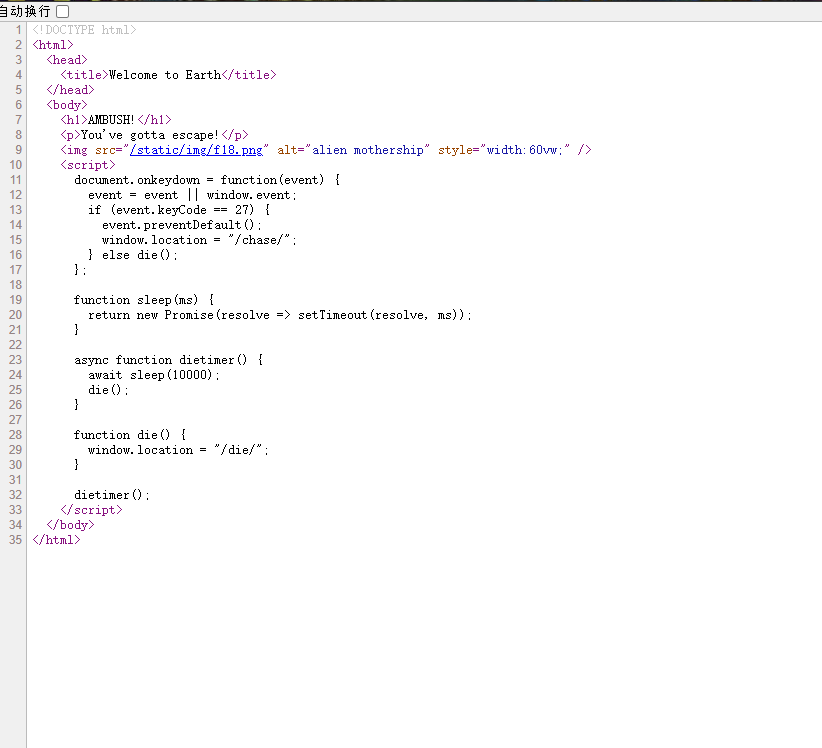 自动换行
1 <!DOCTYPE html>
2 <html>
3   <head>
4     <title>Welcome to Earth</title>
5   </head>
6   <body>
7     <h1>AMBUSH!</h1>
8     <p>You've gotta escape!</p>
9     <img src="/static/img/f18.png" alt="alien mothership" style="width:60vw;" />
10     <script>
11       document.onkeydown = function(event) {
12         event = event || window.event;
13         if (event.keyCode == 27) {
14           event.preventDefault();
15           window.location = "/chase/";
16         } else die();
17       };
18
19       function sleep(ms) {
20         return new Promise(resolve => setTimeout(resolve, ms));
21       }
22
23       async function dietimer() {
24         await sleep(10000);
25         die();
26       }
27
28       function die() {
29         window.location = "/die/";
30       }
31
32       dietimer();
33     </script>
34   </body>
35 </html>